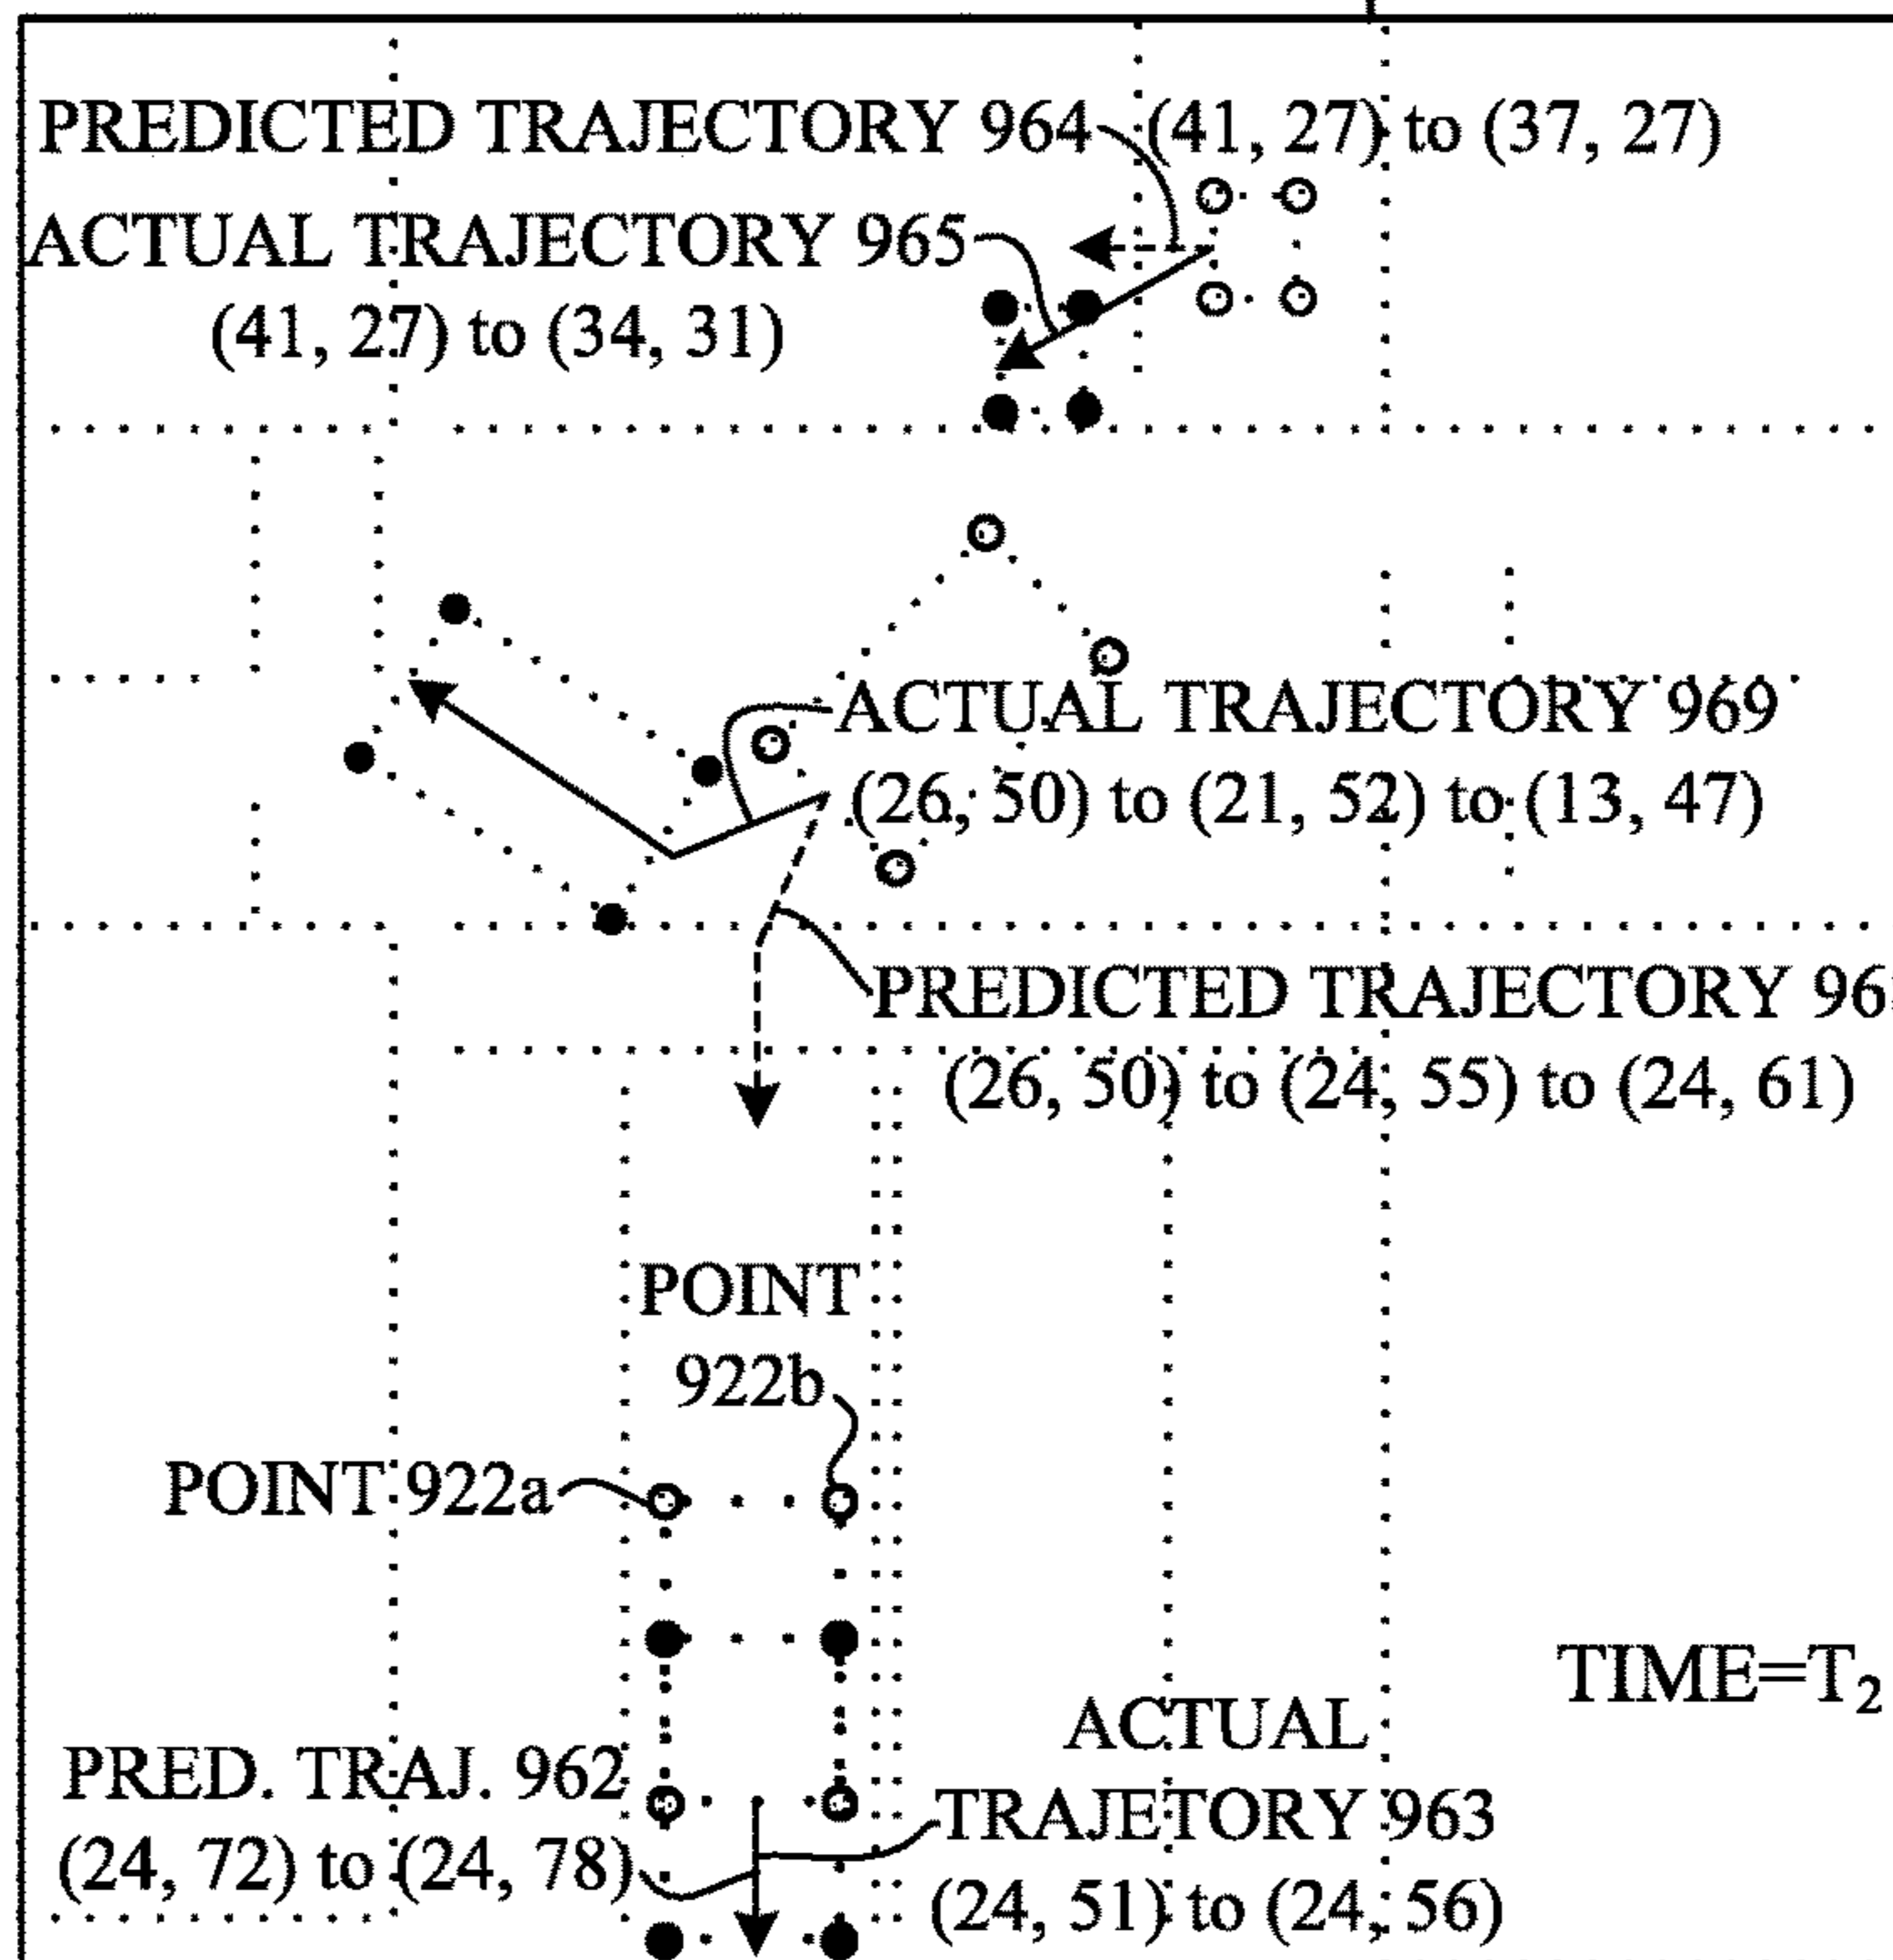 PREDICTED TRAJECTORY 964 (41, 27) to (37, 27)
ACTUAL TRAJECTORY 965
(41, 27) to (34, 31)
ACTUAL TRAJECTORY 969
(26, 50) to (21, 52) to (13, 47)
PREDICTED TRAJECTORY
(26, 50) to (24, 55) to (24, 61)
POINT
922b
POINT 922a
TIME=T₂
PRED. TRAJ. 962
(24, 72) to (24, 78)
ACTUAL
TRAJETORY 963
(24, 51) to (24, 56)